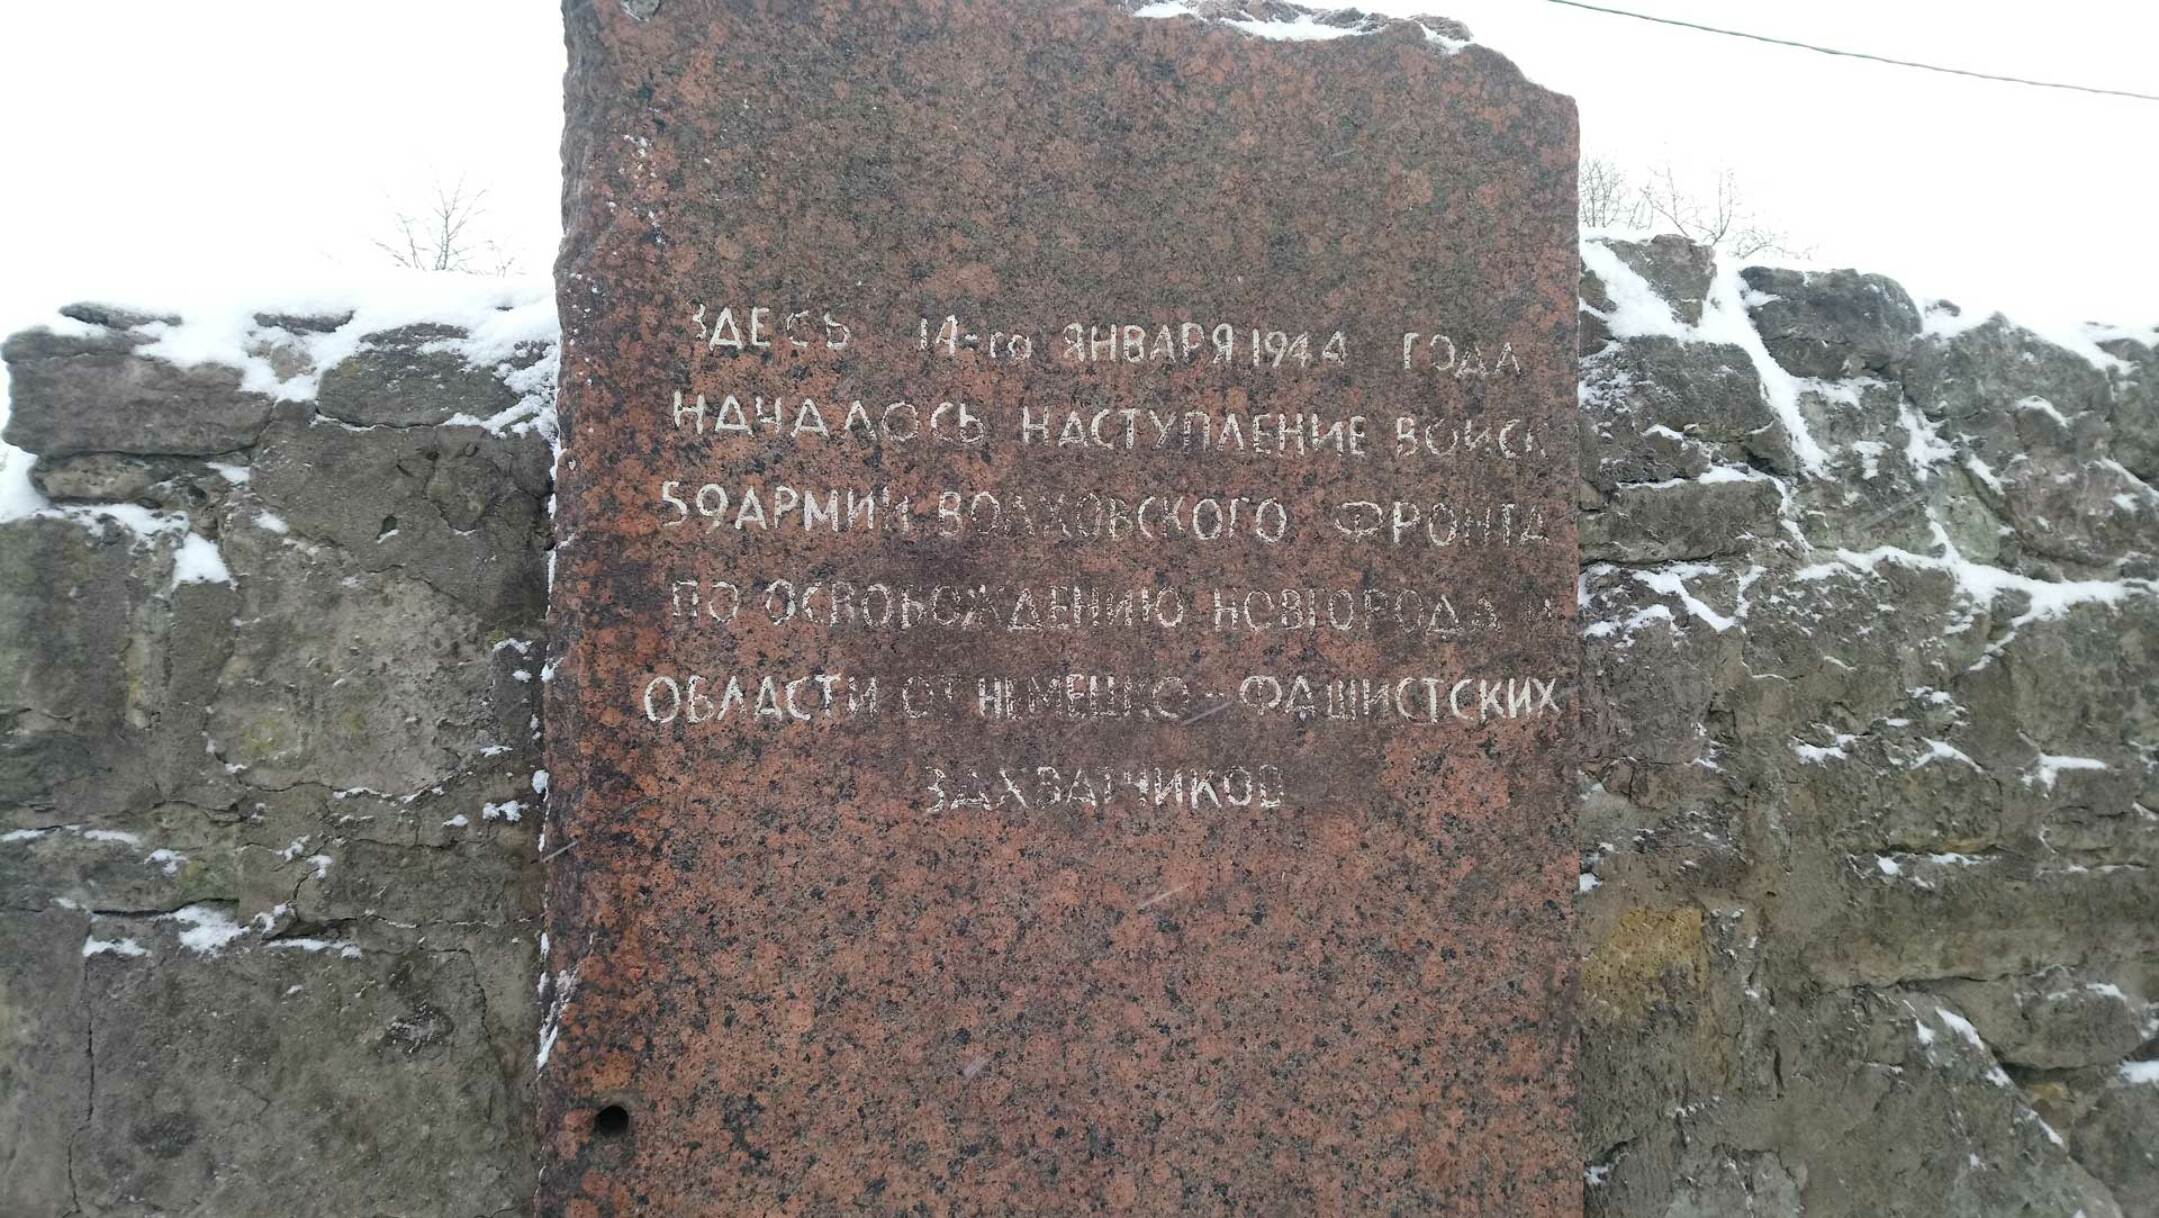 ЗДЕСЬ 14-го ЯНВАРЯ 1944 ГОДА
НАЧАЛОСЬ НАСТУПЛЕНИЕ ВОЙСК
59 АРМИИ ВОЛХОВСКОГО ФРОНТА
ПО ОСВОБОЖДЕНИЮ НОВГОРОДА И
ОБЛАСТИ ОТ НЕМЕЦКО-ФАШИСТСКИХ
ЗАХВАТЧИКОВ